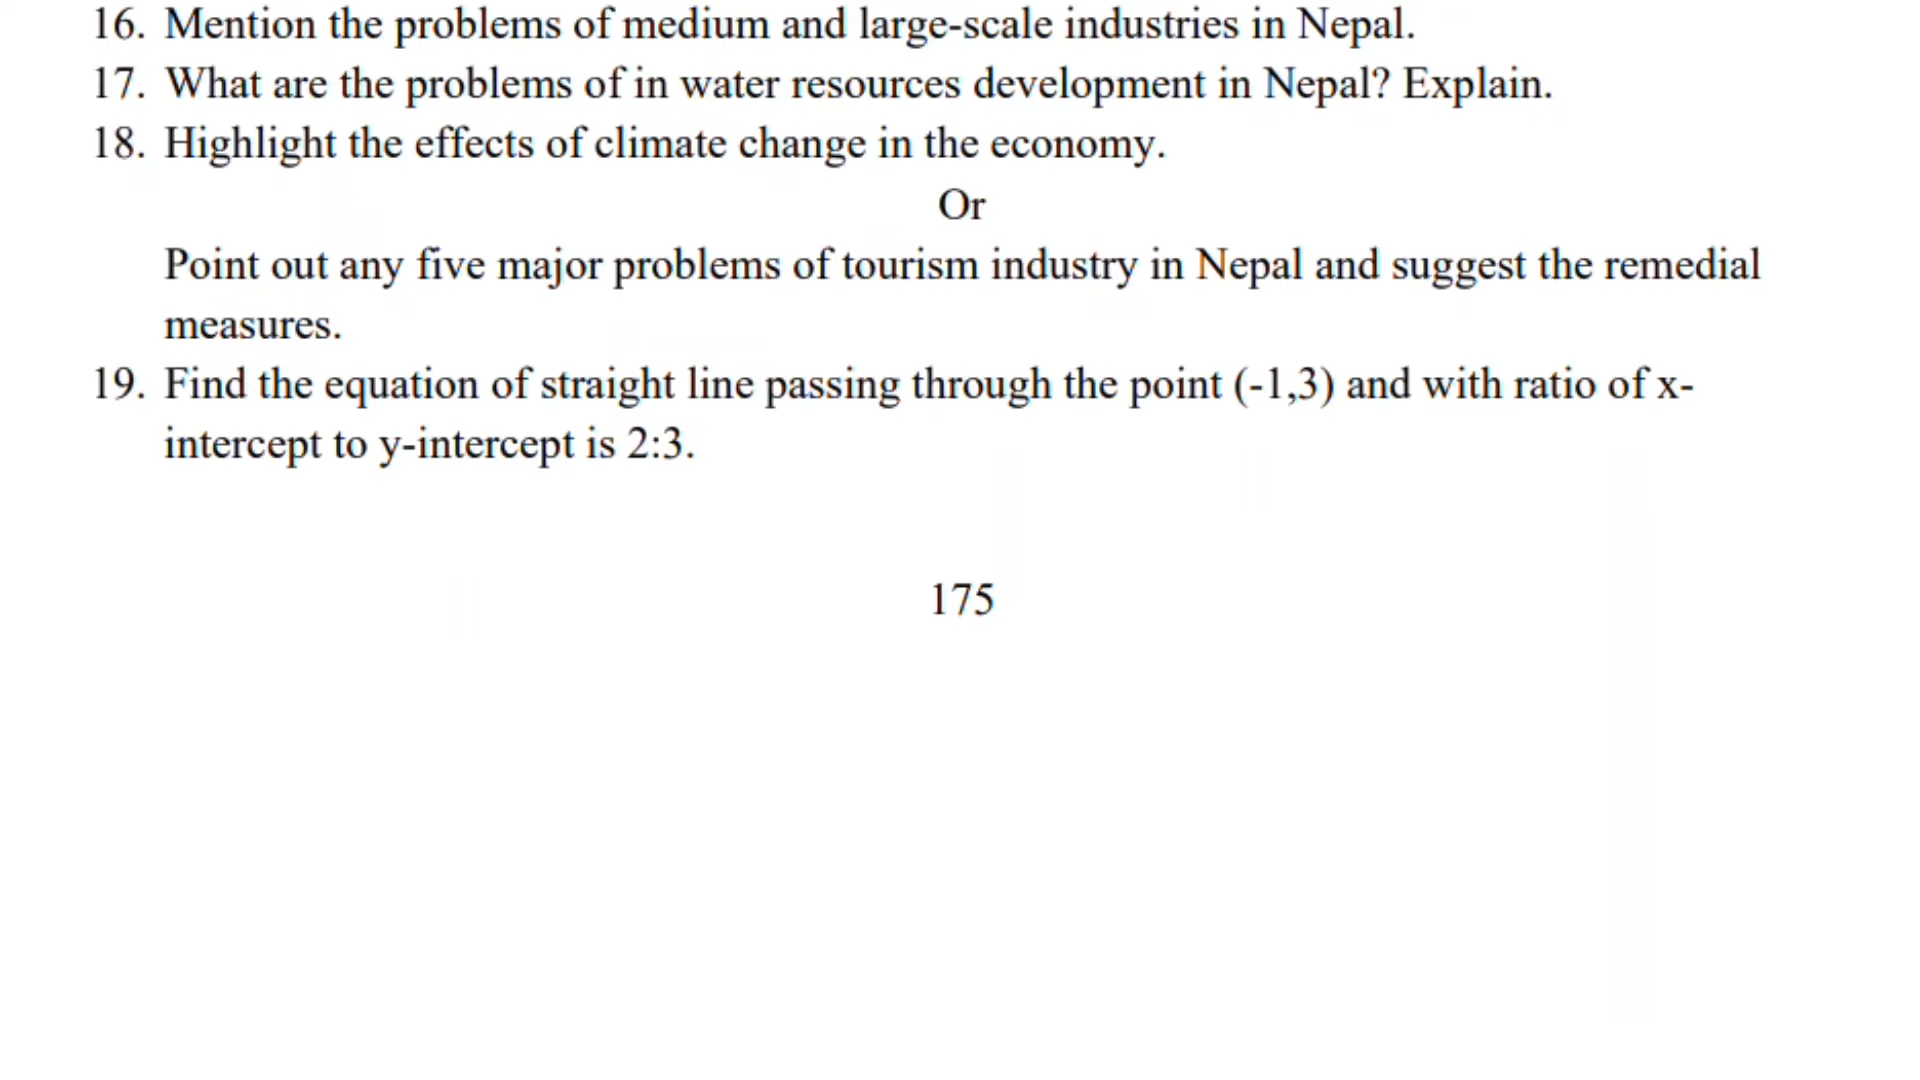 16. Mention the problems of medium and large-scale industries in Nepal.
17. What are the problems of in water resources development in Nepal? Explain.
18. Highlight the effects of climate change in the economy.
Or
Point out any five major problems of tourism industry in Nepal and suggest the remedial
measures.
19. Find the equation of straight line passing through the point (-1,3) and with ratio of x-
intercept to y-intercept is 2:3.
175